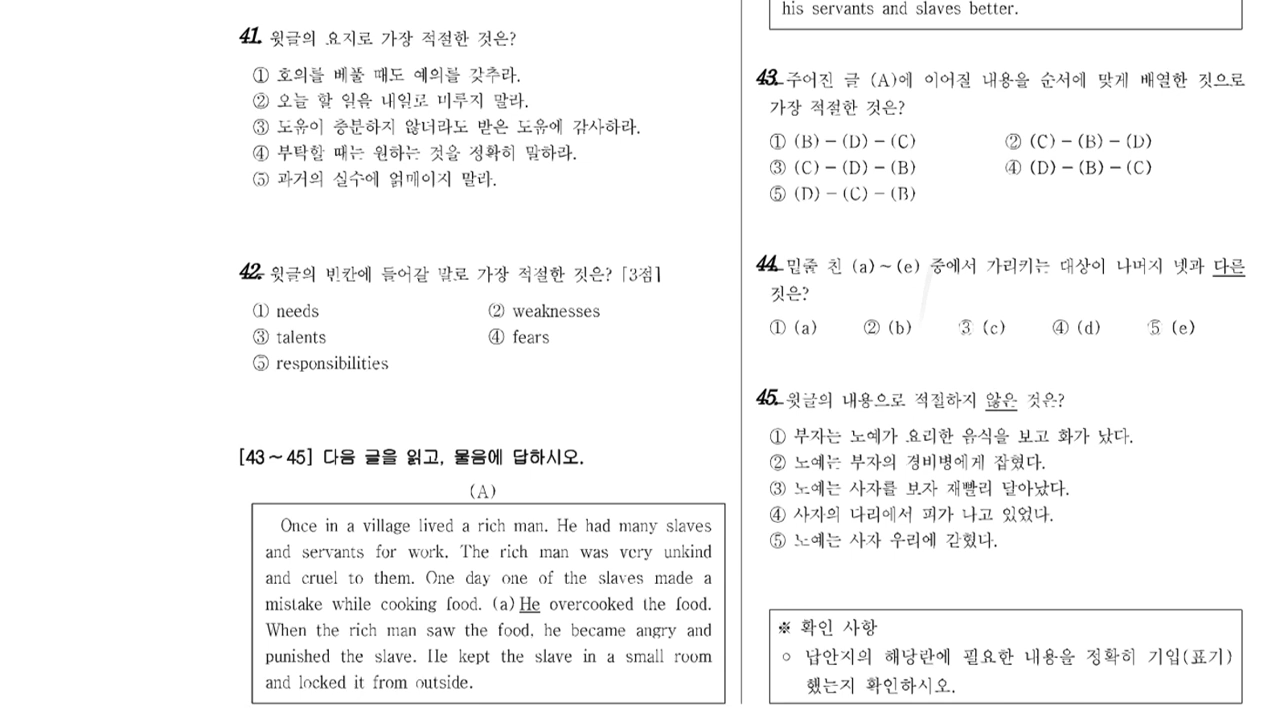 41. 윗글의 요지로 가장 적절한 것은?
① 호의를 베풀 때도 예의를 갖추라.
② 오늘 할 일을 내일로 미루지 말라.
③ 도움이 충분하지 않더라도 받은 도움에 감사하라.
④ 부탁할 때는 원하는 것을 정확히 말하라.
⑤ 과거의 실수에 얽매이지 말라.
42. 윗글의 빈칸에 들어갈 말로 가장 적절한 것은? [3점]
① needs ② weaknesses
③ talents ④ fears
⑤ responsibilities
[43～45] 다음 글을 읽고, 물음에 답하시오.
(A)
Once in a village lived a rich man. He had many slaves
and servants for work. The rich man was very unkind
and cruel to them. One day one of the slaves made a
mistake while cooking food. (a) He overcooked the food.
When the rich man saw the food, he became angry and
punished the slave. He kept the slave in a small room
and locked it from outside.
his servants and slaves better.
43. 주어진 글 (A)에 이어질 내용을 순서에 맞게 배열한 것으로
가장 적절한 것은?
① (B) - (D) - (C) ② (C) - (B) - (D)
③ (C) - (D) - (B) ④ (D) - (B) - (C)
⑤ (D) - (C) - (B)
44. 밑줄 친 (a)～(e) 중에서 가리키는 대상이 나머지 넷과 다른
것은?
① (a) ② (b) ③ (c) ④ (d) ⑤ (e)
45. 윗글의 내용으로 적절하지 않은 것은?
① 부자는 노예가 요리한 음식을 보고 화가 났다.
② 노예는 부자의 경비병에게 잡혔다.
③ 노예는 사자를 보자 재빨리 달아났다.
④ 사자의 다리에서 피가 나고 있었다.
⑤ 노예는 사자 우리에 갇혔다.
※ 확인 사항
○ 답안지의 해당란에 필요한 내용을 정확히 기입(표기)
했는지 확인하시오.